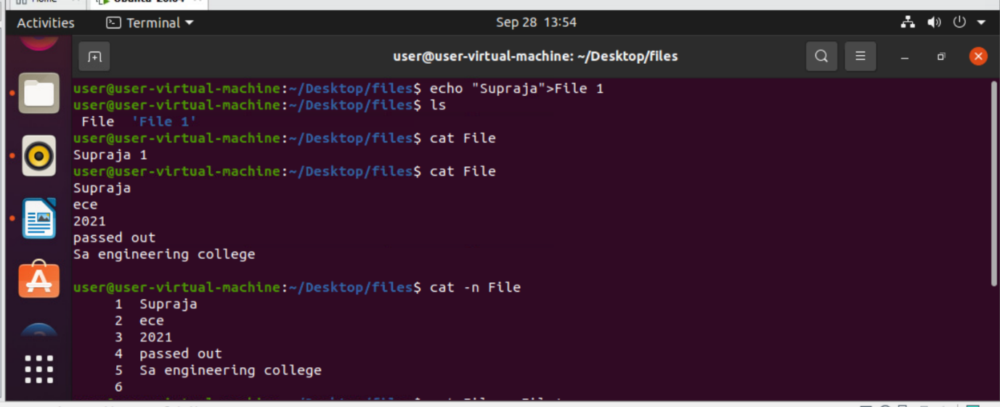 Activities Terminal Sep 28 13:54
user@user-virtual-machine: ~/Desktop/files
user@user-virtual-machine:~/Desktop/files$ echo "Supraja">File 1
user@user-virtual-machine:~/Desktop/files$ ls
File 'File 1'
user@user-virtual-machine:~/Desktop/files$ cat File
Supraja 1
user@user-virtual-machine:~/Desktop/files$ cat File
Supraja
ece
2021
passed out
Sa engineering college
user@user-virtual-machine:~/Desktop/files$ cat -n File
1 Supraja
2 ece
3 2021
4 passed out
5 Sa engineering college
6